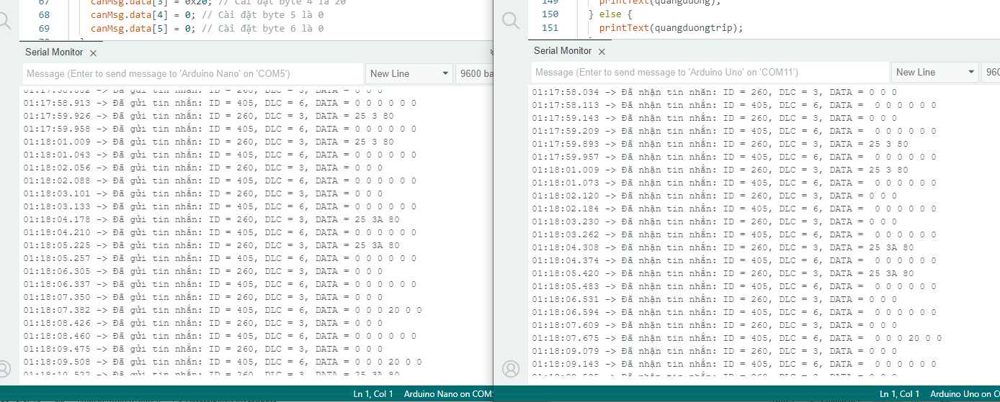 67 canMsg.data[3] = 0x20; // Cài đặt byte 4 là 20
68 canMsg.data[4] = 0; // Cài đặt byte 5 là 0
69 canMsg.data[5] = 0; // Cài đặt byte 6 là 0
Serial Monitor
Message (Enter to send message to 'Arduino Nano' on 'COM5')
New Line
9600 ba
01:17:58.882 -> Đã gửi tin nhắn: ID = 260, DLC = 3, DATA = 0 0 0
01:17:58.913 -> Đã gửi tin nhắn: ID = 405, DLC = 6, DATA = 0 0 0 0 0 0
01:17:59.926 -> Đã gửi tin nhắn: ID = 260, DLC = 3, DATA = 25 3 80
01:17:59.958 -> Đã gửi tin nhắn: ID = 405, DLC = 6, DATA = 0 0 0 0 0 0
01:18:01.009 -> Đã gửi tin nhắn: ID = 260, DLC = 3, DATA = 25 3 80
01:18:01.043 -> Đã gửi tin nhắn: ID = 405, DLC = 6, DATA = 0 0 0 0 0 0
01:18:02.056 -> Đã gửi tin nhắn: ID = 260, DLC = 3, DATA = 0 0 0
01:18:02.088 -> Đã gửi tin nhắn: ID = 405, DLC = 6, DATA = 0 0 0 0 0 0
01:18:03.101 -> Đã gửi tin nhắn: ID = 260, DLC = 3, DATA = 0 0 0
01:18:03.133 -> Đã gửi tin nhắn: ID = 405, DLC = 6, DATA = 0 0 0 0 0 0
01:18:04.178 -> Đã gửi tin nhắn: ID = 260, DLC = 3, DATA = 25 3A 80
01:18:04.210 -> Đã gửi tin nhắn: ID = 405, DLC = 6, DATA = 0 0 0 0 0 0
01:18:05.225 -> Đã gửi tin nhắn: ID = 260, DLC = 3, DATA = 25 3A 80
01:18:05.257 -> Đã gửi tin nhắn: ID = 405, DLC = 6, DATA = 0 0 0 0 0 0
01:18:06.305 -> Đã gửi tin nhắn: ID = 260, DLC = 3, DATA = 0 0 0
01:18:06.337 -> Đã gửi tin nhắn: ID = 405, DLC = 6, DATA = 0 0 0 0 0 0
01:18:07.350 -> Đã gửi tin nhắn: ID = 260, DLC = 3, DATA = 0 0 0
01:18:07.382 -> Đã gửi tin nhắn: ID = 405, DLC = 6, DATA = 0 0 0 20 0 0
01:18:08.426 -> Đã gửi tin nhắn: ID = 260, DLC = 3, DATA = 0 0 0
01:18:08.460 -> Đã gửi tin nhắn: ID = 405, DLC = 6, DATA = 0 0 0 0 0 0
01:18:09.475 -> Đã gửi tin nhắn: ID = 260, DLC = 3, DATA = 0 0 0
01:18:09.508 -> Đã gửi tin nhắn: ID = 405, DLC = 6, DATA = 0 0 0 20 0 0
01:18:10.522 -> Đã gửi tin nhắn: ID = 260, DLC = 3, DATA = 25 3A 80
Ln 1, Col 1 Arduino Nano on COM
149 printText(quangduong);
150 } else {
151 printText(quangduongtrip);
Serial Monitor
Message (Enter to send message to 'Arduino Uno' on 'COM11')
New Line
960
01:17:58.034 -> Đã nhận tin nhắn: ID = 260, DLC = 3, DATA = 0 0 0
01:17:58.113 -> Đã nhận tin nhắn: ID = 405, DLC = 6, DATA =  0 0 0 0 0 0
01:17:59.143 -> Đã nhận tin nhắn: ID = 260, DLC = 3, DATA = 0 0 0
01:17:59.209 -> Đã nhận tin nhắn: ID = 405, DLC = 6, DATA =  0 0 0 0 0 0
01:17:59.893 -> Đã nhận tin nhắn: ID = 260, DLC = 3, DATA = 25 3 80
01:17:59.957 -> Đã nhận tin nhắn: ID = 405, DLC = 6, DATA =  0 0 0 0 0 0
01:18:01.009 -> Đã nhận tin nhắn: ID = 260, DLC = 3, DATA = 25 3 80
01:18:01.073 -> Đã nhận tin nhắn: ID = 405, DLC = 6, DATA =  0 0 0 0 0 0
01:18:02.120 -> Đã nhận tin nhắn: ID = 260, DLC = 3, DATA = 0 0 0
01:18:02.184 -> Đã nhận tin nhắn: ID = 405, DLC = 6, DATA =  0 0 0 0 0 0
01:18:03.230 -> Đã nhận tin nhắn: ID = 260, DLC = 3, DATA = 0 0 0
01:18:03.262 -> Đã nhận tin nhắn: ID = 405, DLC = 6, DATA =  0 0 0 0 0 0
01:18:04.308 -> Đã nhận tin nhắn: ID = 260, DLC = 3, DATA = 25 3A 80
01:18:04.374 -> Đã nhận tin nhắn: ID = 405, DLC = 6, DATA =  0 0 0 0 0 0
01:18:05.420 -> Đã nhận tin nhắn: ID = 260, DLC = 3, DATA = 25 3A 80
01:18:05.483 -> Đã nhận tin nhắn: ID = 405, DLC = 6, DATA =  0 0 0 0 0 0
01:18:06.531 -> Đã nhận tin nhắn: ID = 260, DLC = 3, DATA = 0 0 0
01:18:06.594 -> Đã nhận tin nhắn: ID = 405, DLC = 6, DATA =  0 0 0 0 0 0
01:18:07.609 -> Đã nhận tin nhắn: ID = 260, DLC = 3, DATA = 0 0 0
01:18:07.675 -> Đã nhận tin nhắn: ID = 405, DLC = 6, DATA =  0 0 0 20 0 0
01:18:09.079 -> Đã nhận tin nhắn: ID = 260, DLC = 3, DATA = 0 0 0
01:18:09.143 -> Đã nhận tin nhắn: ID = 405, DLC = 6, DATA =  0 0 0 0 0 0
Ln 1, Col 1 Arduino Uno on CO